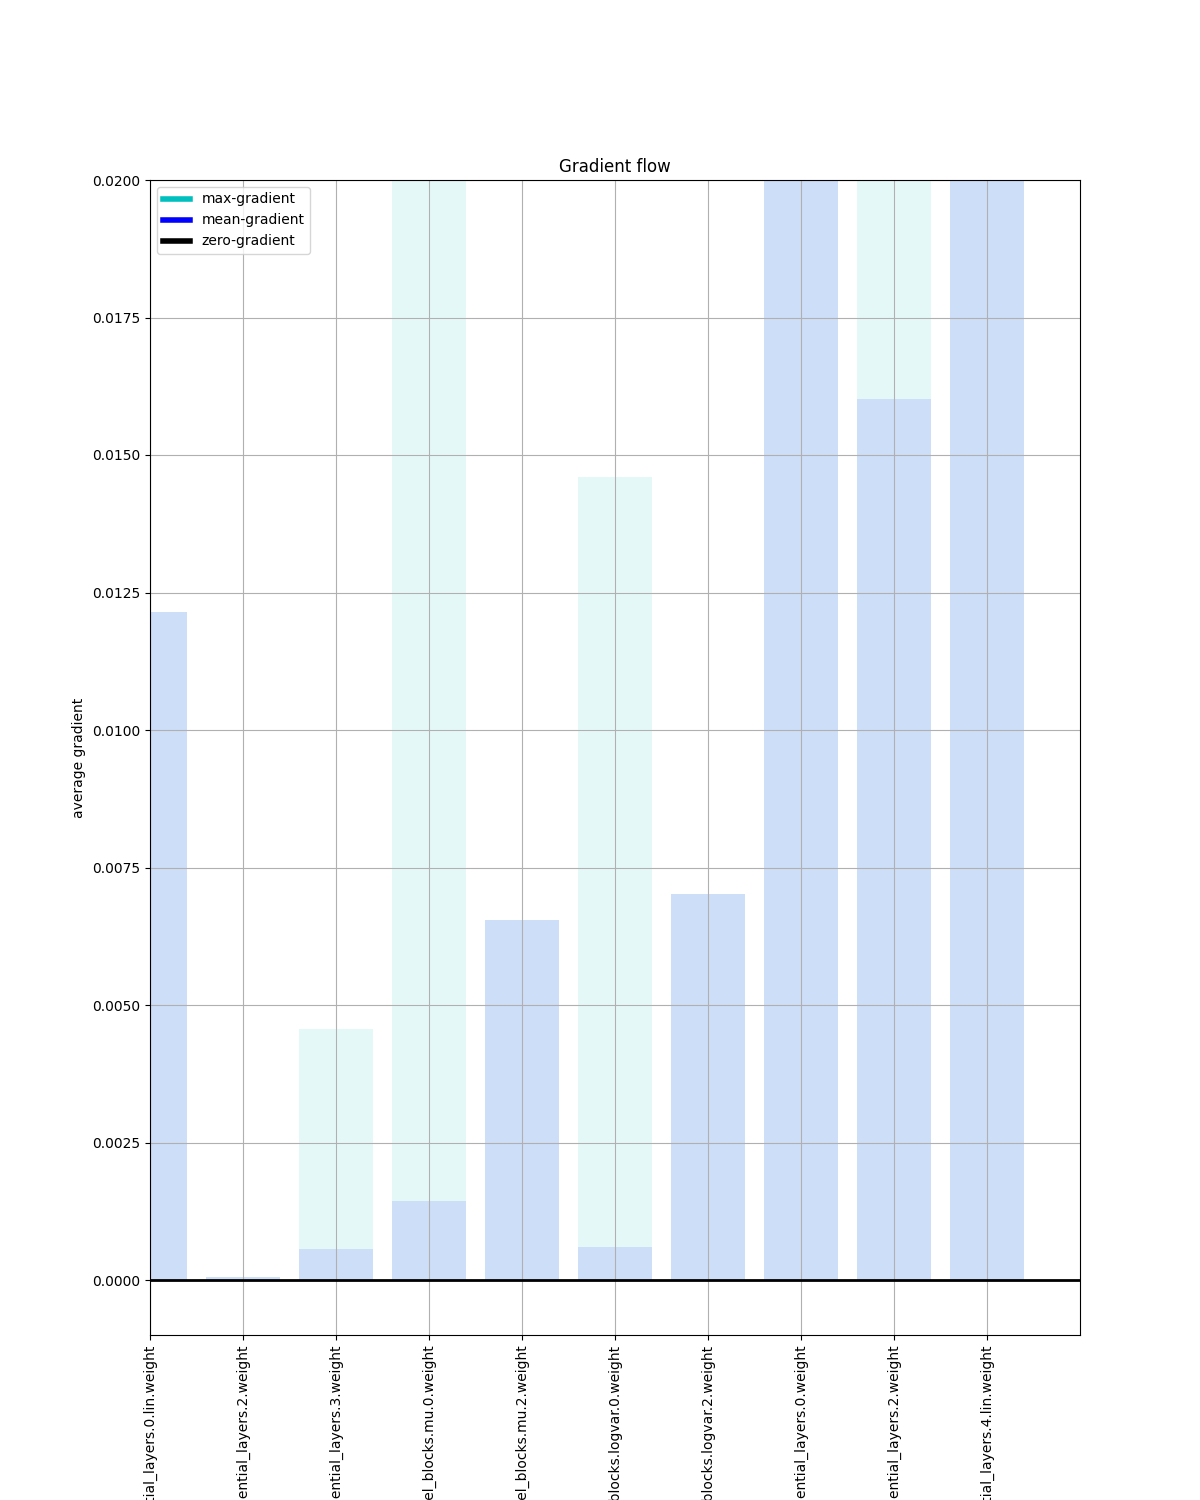 Gradient flow
max-gradient
mean-gradient
zero-gradient
0.0200
0.0175
0.0150
0.0125
0.0100
0.0075
0.0050
0.0025
0.0000
average gradient
tial_layers.0.lin.weight
ential_layers.2.weight
ential_layers.3.weight
el_blocks.mu.0.weight
el_blocks.mu.2.weight
blocks.logvar.0.weight
blocks.logvar.2.weight
ential_layers.0.weight
ential_layers.2.weight
tial_layers.4.lin.weight